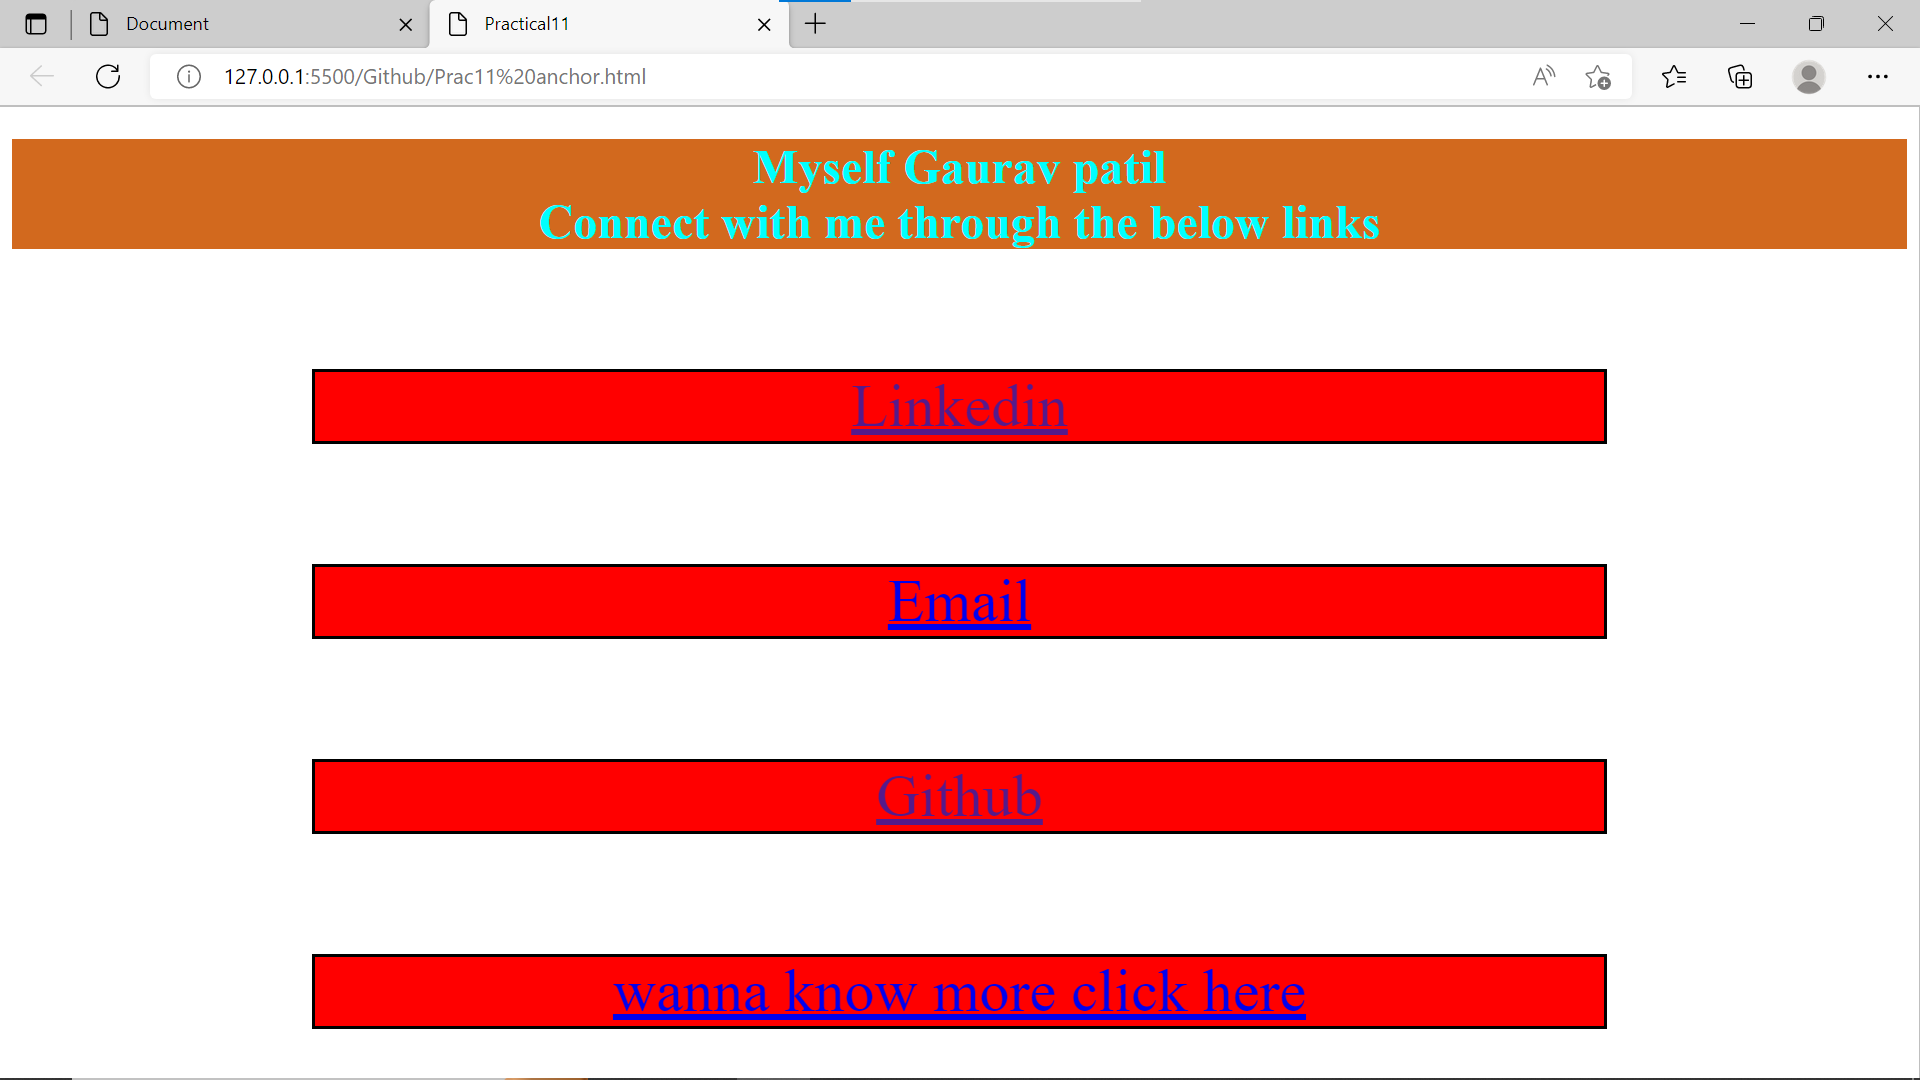 Document
Practical11
127.0.0.1:5500/Github/Prac11%20anchor.html
Myself Gaurav patil
Connect with me through the below links
Linkedin
Email
Github
wanna know more click here